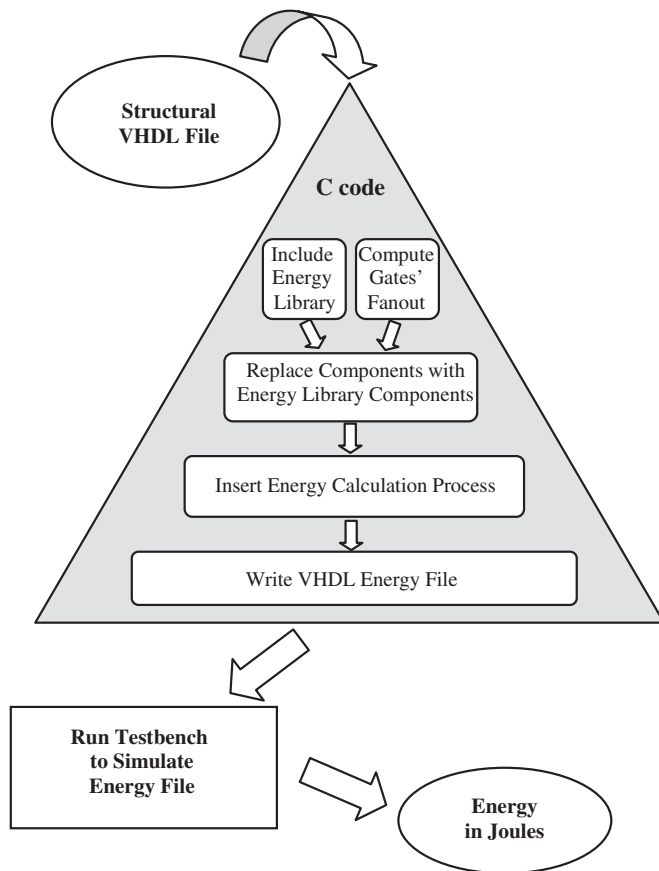 Structural
VHDL File
C code
Include
Energy
Library
Compute
Gates'
Fanout
Replace Components with
Energy Library Components
Insert Energy Calculation Process
Write VHDL Energy File
Run Testbench
to Simulate
Energy File
Energy
in Joules